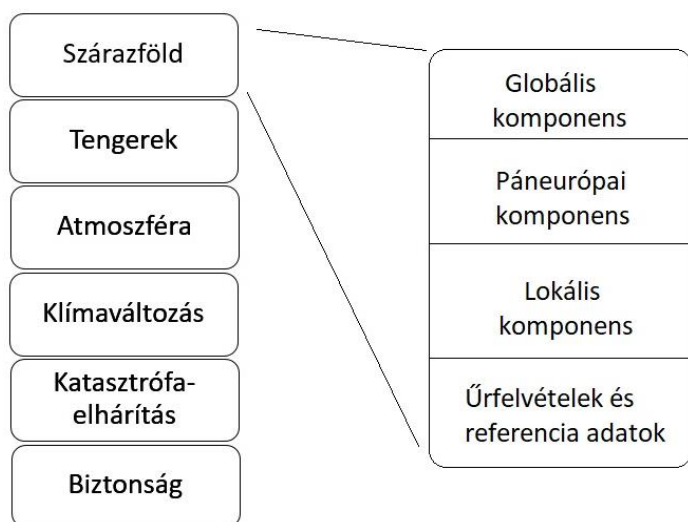 Szárazföld
Tengerek
Atmoszféra
Klímaváltozás
Katasztrófa-
elhárítás
Biztonság
Globális
komponens
Páneurópai
komponens
Lokális
komponens
Űrfelvételek és
referencia adatok